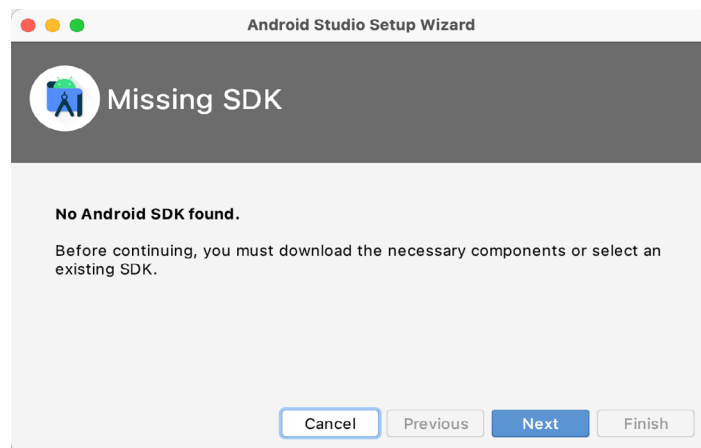 Android Studio Setup Wizard
Missing SDK
No Android SDK found.
Before continuing, you must download the necessary components or select an
existing SDK.
Cancel Previous Next Finish